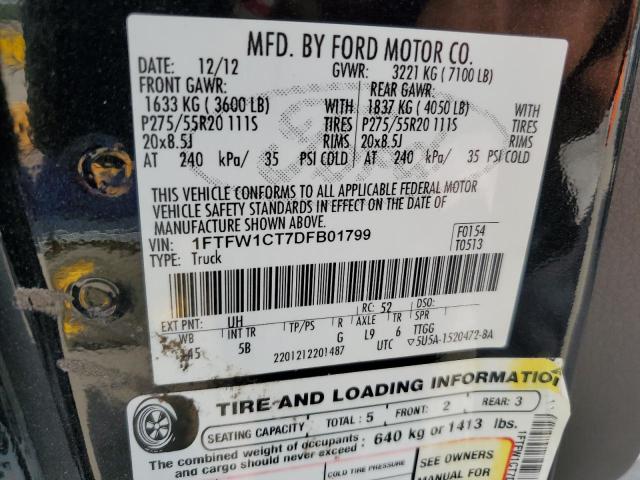 MFD. BY FORD MOTOR CO.
DATE: 12/12 GVWR: 3221 KG ( 7100 LB)
FRONT GAWR: REAR GAWR:
1633 KG ( 3600 LB) WITH 1837 KG ( 4050 LB) WITH
P275/55R20 111S TIRES P275/55R20 111S TIRES
20x8.5J RIMS 20x8.5J RIMS
AT 240 kPa/ 35 PSI COLD AT 240 kPa/ 35 PSI COLD
THIS VEHICLE CONFORMS TO ALL APPLICABLE FEDERAL MOTOR
VEHICLE SAFETY STANDARDS IN EFFECT ON THE DATE OF
MANUFACTURE SHOWN ABOVE.
VIN: 1FTFW1CT7DFB01799 F0154
TYPE: Truck T0513
EXT PNT: UH RC: 52 DSO:
WB INT TR TP/PS R AXLE TR SPR
145 5B G L9 6 TTGG
2201212201487 UTC 5U5A-1520472-BA
TIRE AND LOADING INFORMATION
SEATING CAPACITY TOTAL: 5 FRONT: 2 REAR: 3
The combined weight of occupants 640 kg or 1413 lbs.
and cargo should never exceed
COLD TIRE PRESSURE
SEE OWNERS
MANUAL FOR